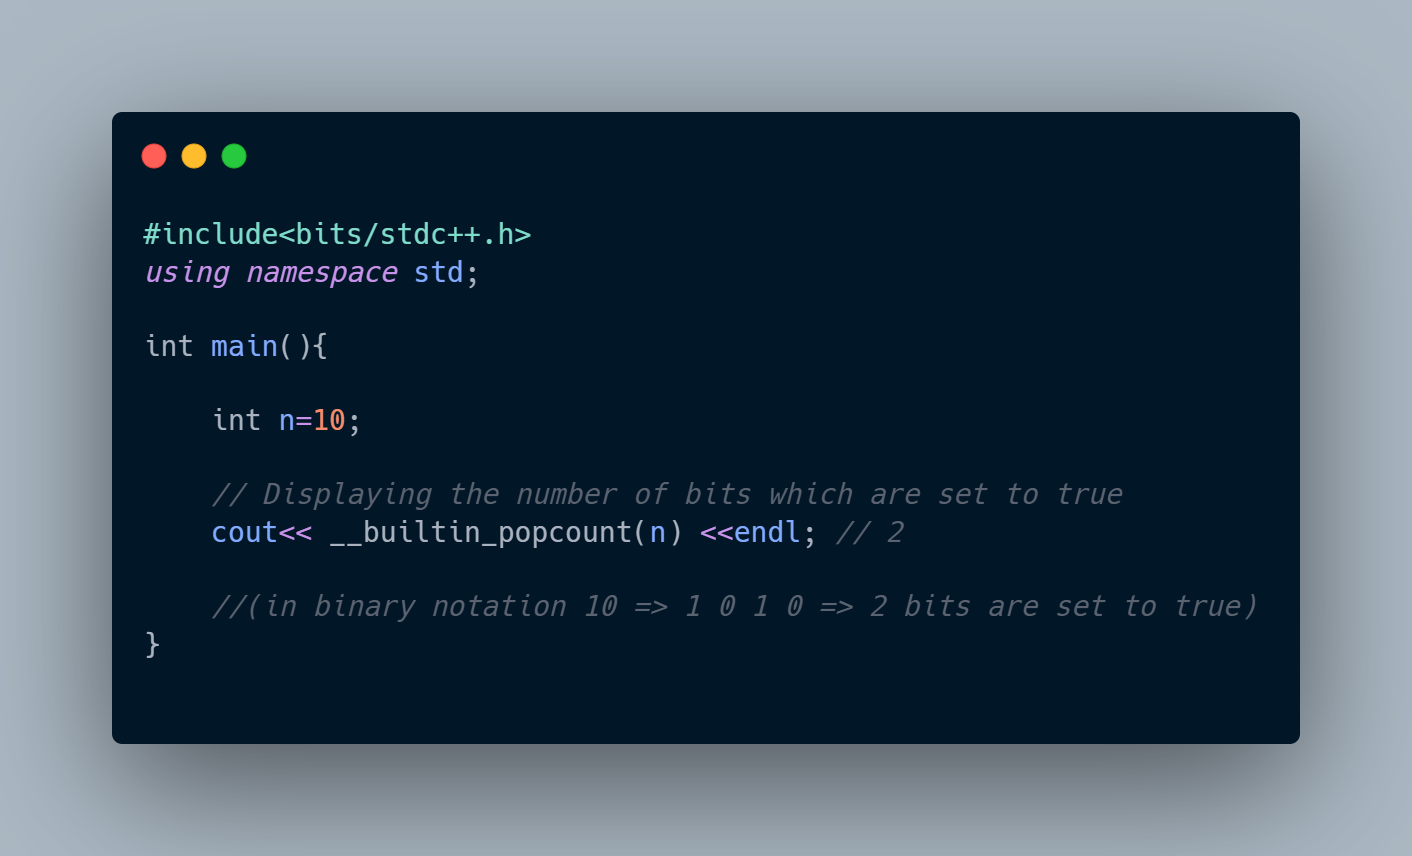 #include<bits/stdc++.h>
using namespace std;
int main(){
int n=10;
// Displaying the number of bits which are set to true
cout<< __builtin_popcount(n) <<endl; // 2
//(in binary notation 10 => 1 0 1 0 => 2 bits are set to true)
}